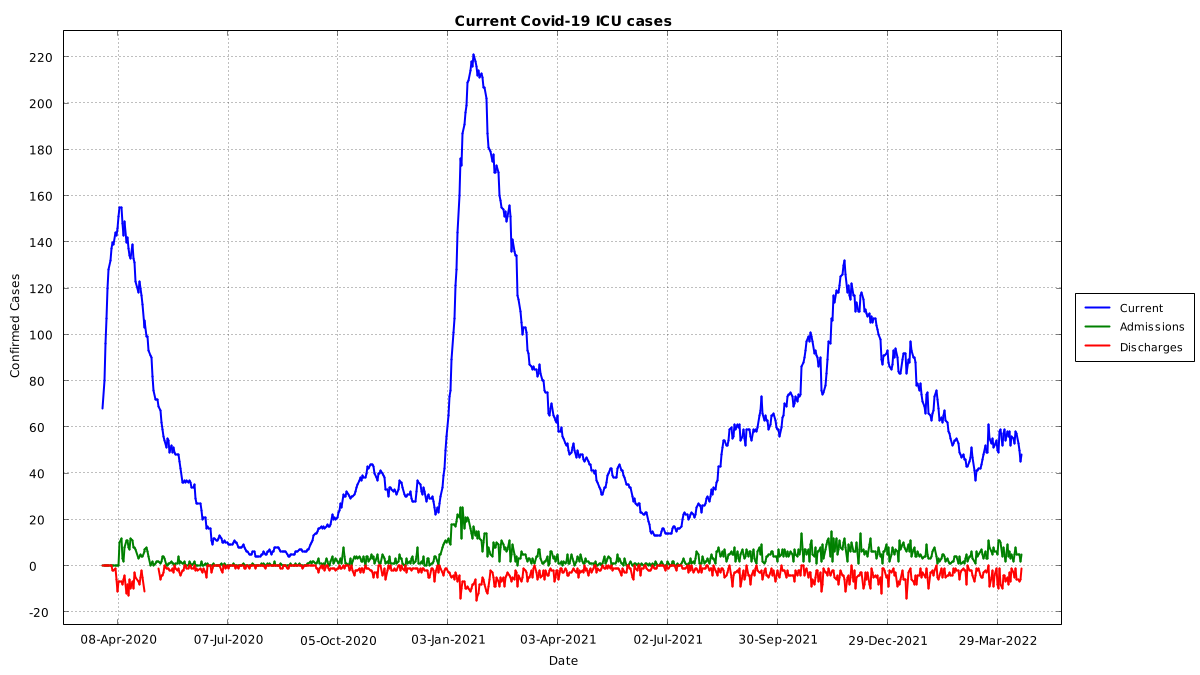 Current Covid-19 ICU cases
220
200
180
160
140
120
100
80
60
40
20
0
-20
Confirmed Cases
08-Apr-2020
07-Jul-2020
05-Oct-2020
03-Jan-2021
03-Apr-2021
02-Jul-2021
30-Sep-2021
29-Dec-2021
29-Mar-2022
Date
Current
Admissions
Discharges